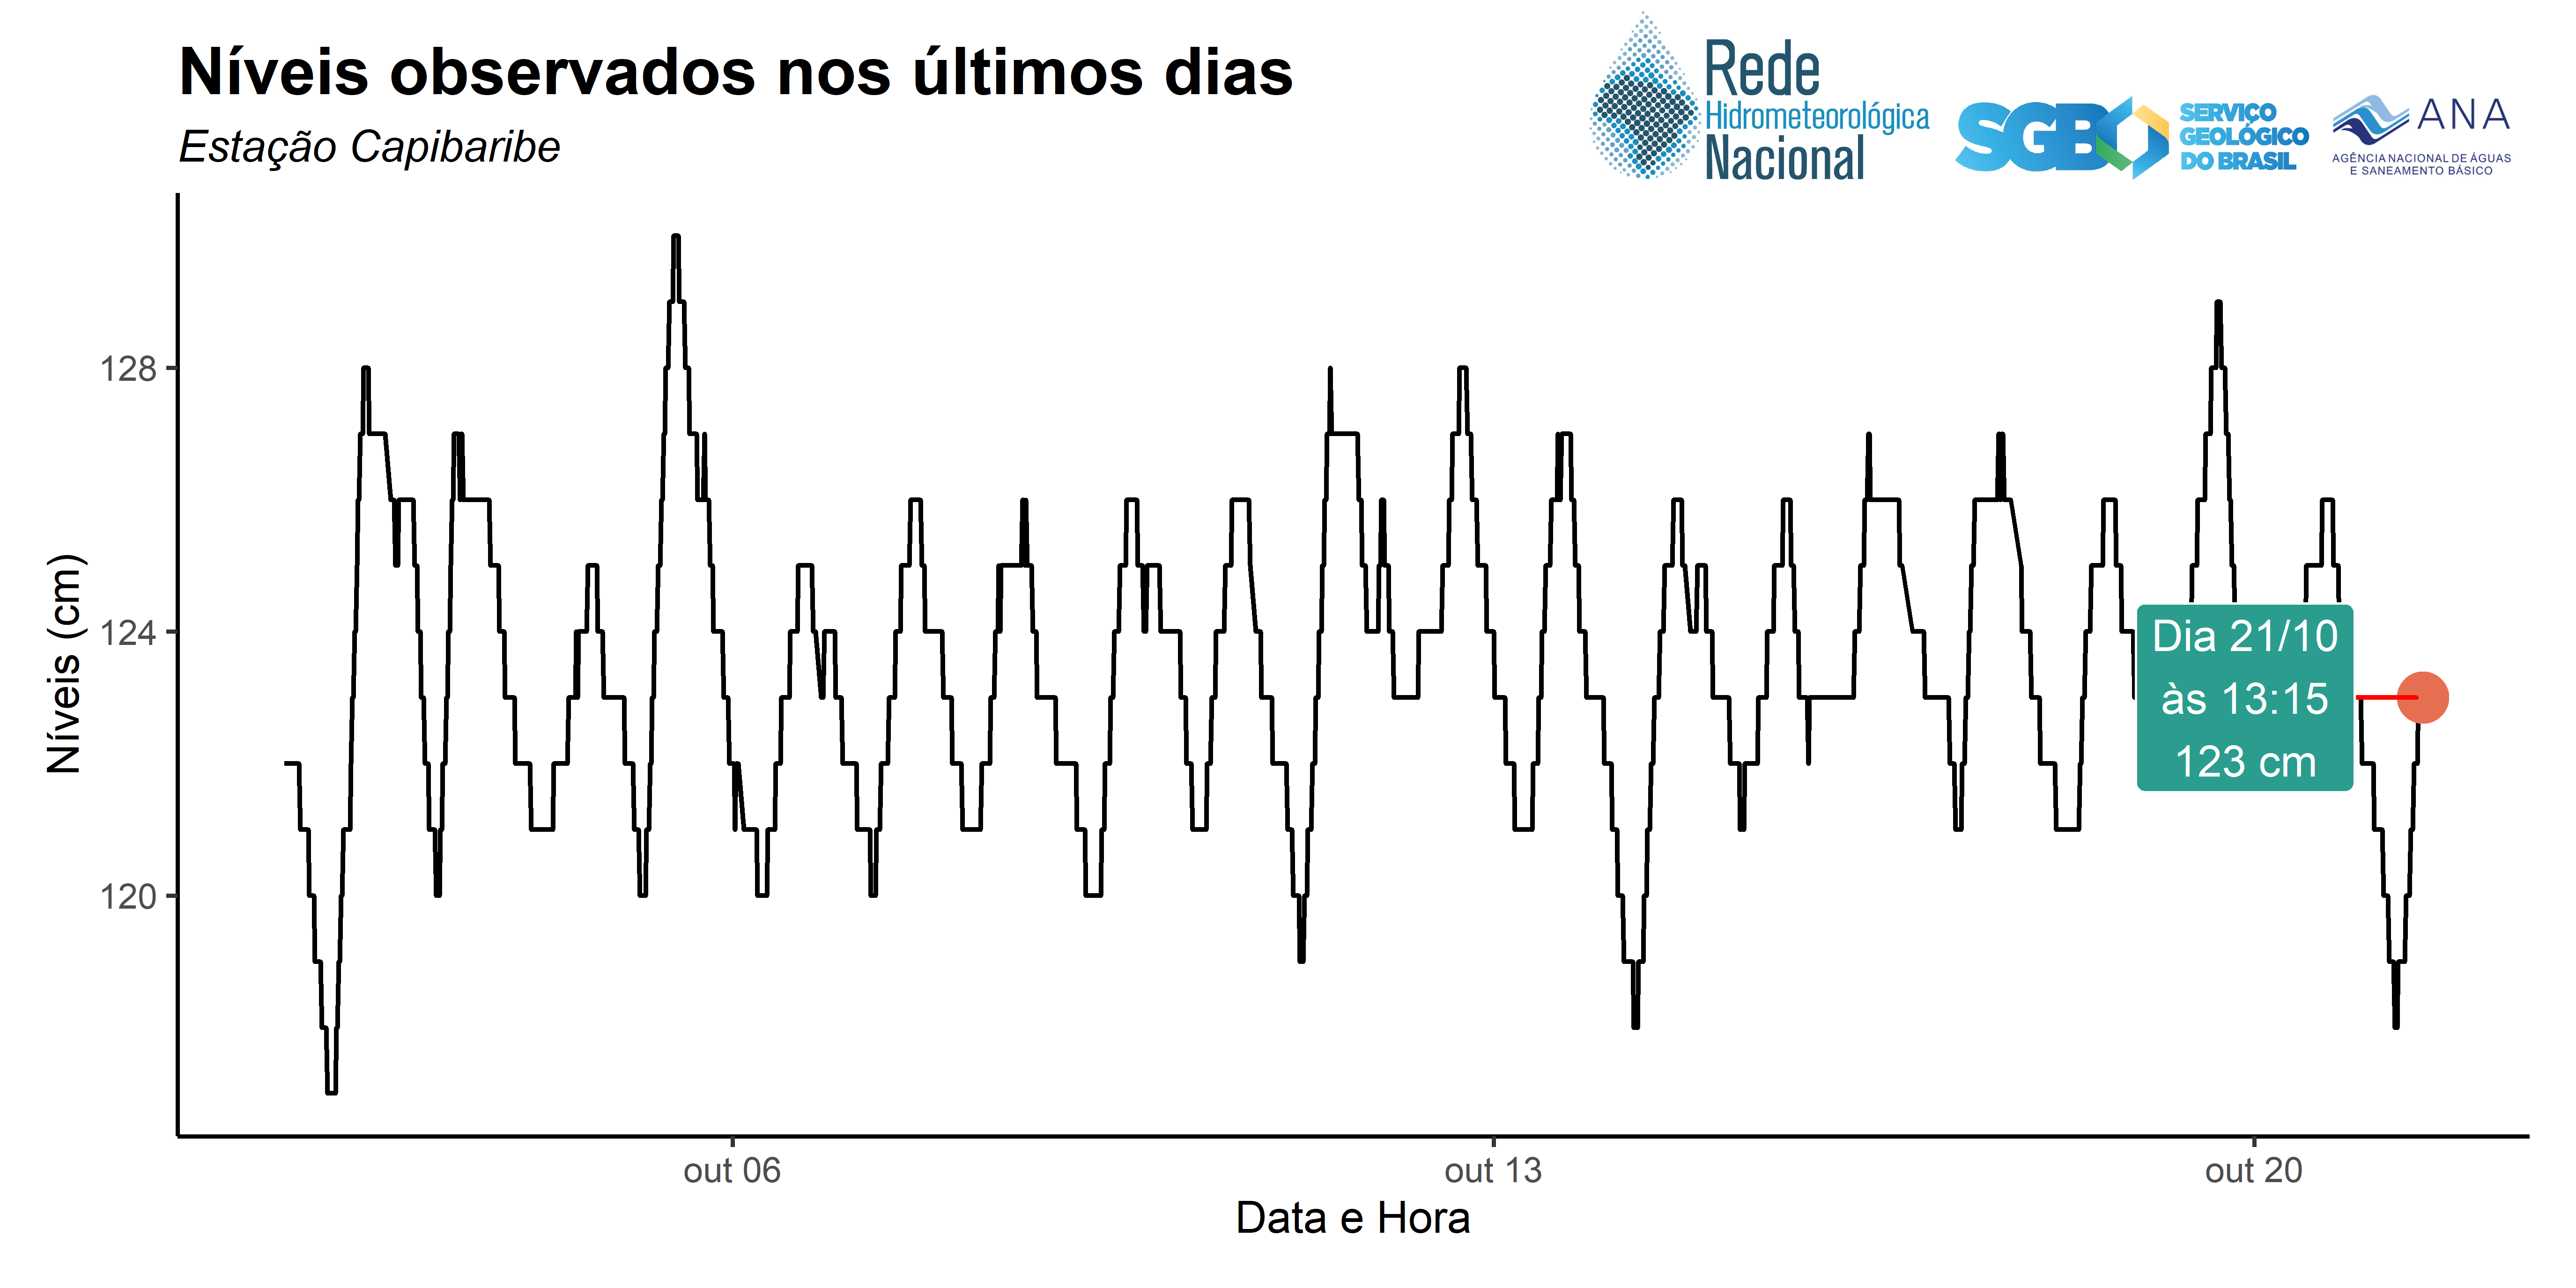 Níveis observados nos últimos dias
Estação Capibaribe
Rede
Hidrometeorológica
Nacional
SGB
SERVIÇO
GEOLÓGICO
DO BRASIL
ANA
AGÊNCIA NACIONAL DE ÁGUAS
E SANEAMENTO BÁSICO
Níveis (cm)
128
124
120
Dia 21/10
às 13:15
123 cm
out 06
out 13
out 20
Data e Hora